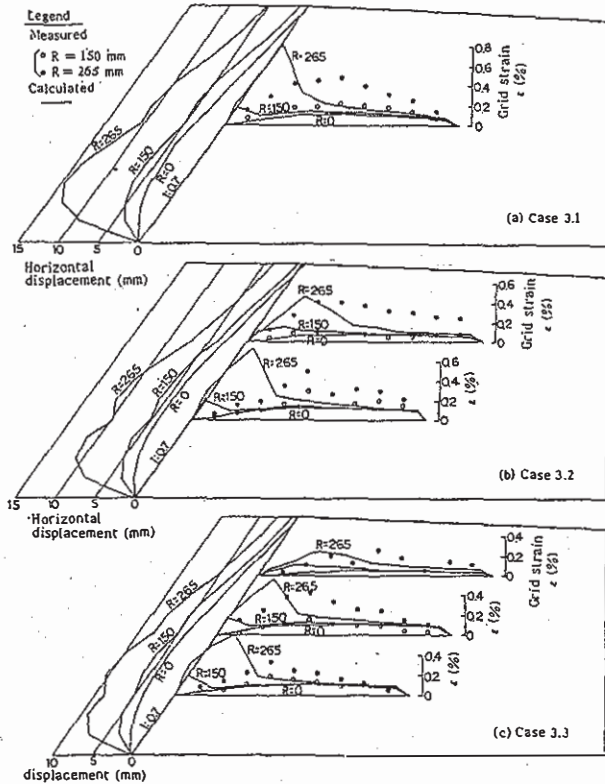 Legend
Measured
R = 150 mm
R = 265 mm
Calculated
R=265
R=150
R=0
1:0.7
R=265
R=150
R=0
0,8
0,6
0,4
0,2
0
Grid strain
ε (%)
(a) Case 3.1
15 10 5 0
Horizontal
displacement (mm)
R=265
R=150
R=0
1:0.7
R=265
R=150
R=0
0,6
0,4
0,2
0
Grid strain
ε (%)
R=265
R=150
R=0
0,6
0,4
0,2
0
ε (%)
(b) Case 3.2
15 10 5 0
Horizontal
displacement (mm)
R=265
R=150
R=0
1:0.7
R=265
0,4
0,2
0
Grid strain
ε (%)
R=265
R=150
R=0
0,4
0,2
0
R=265
R=150
R=0
0,4
0,2
0
ε (%)
(c) Case 3.3
10 5 0
displacement (mm)